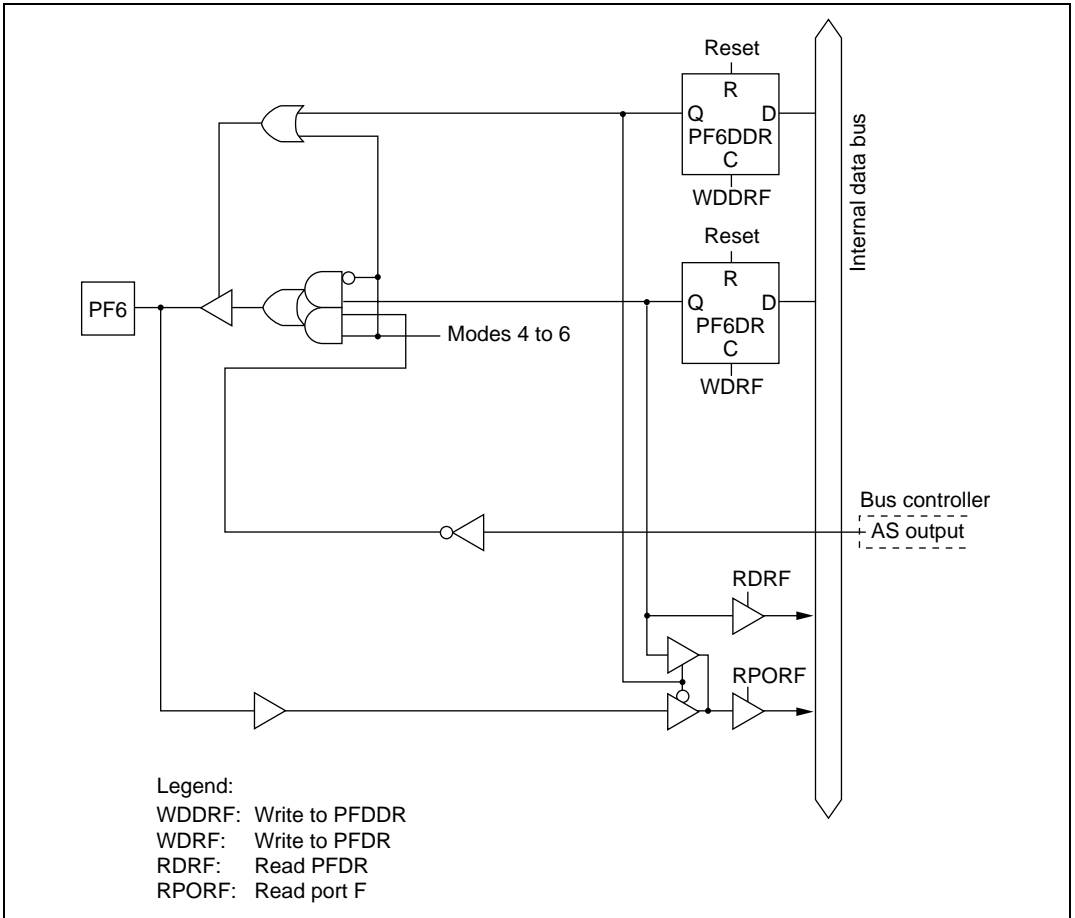 Reset
R
Q D
PF6DDR
C
WDDRF
Internal data bus
Reset
R
Q D
PF6DR
C
WDRF
PF6
Modes 4 to 6
Bus controller
AS output
RDRF
RPORF
Legend:
WDDRF: Write to PFDDR
WDRF: Write to PFDR
RDRF: Read PFDR
RPORF: Read port F